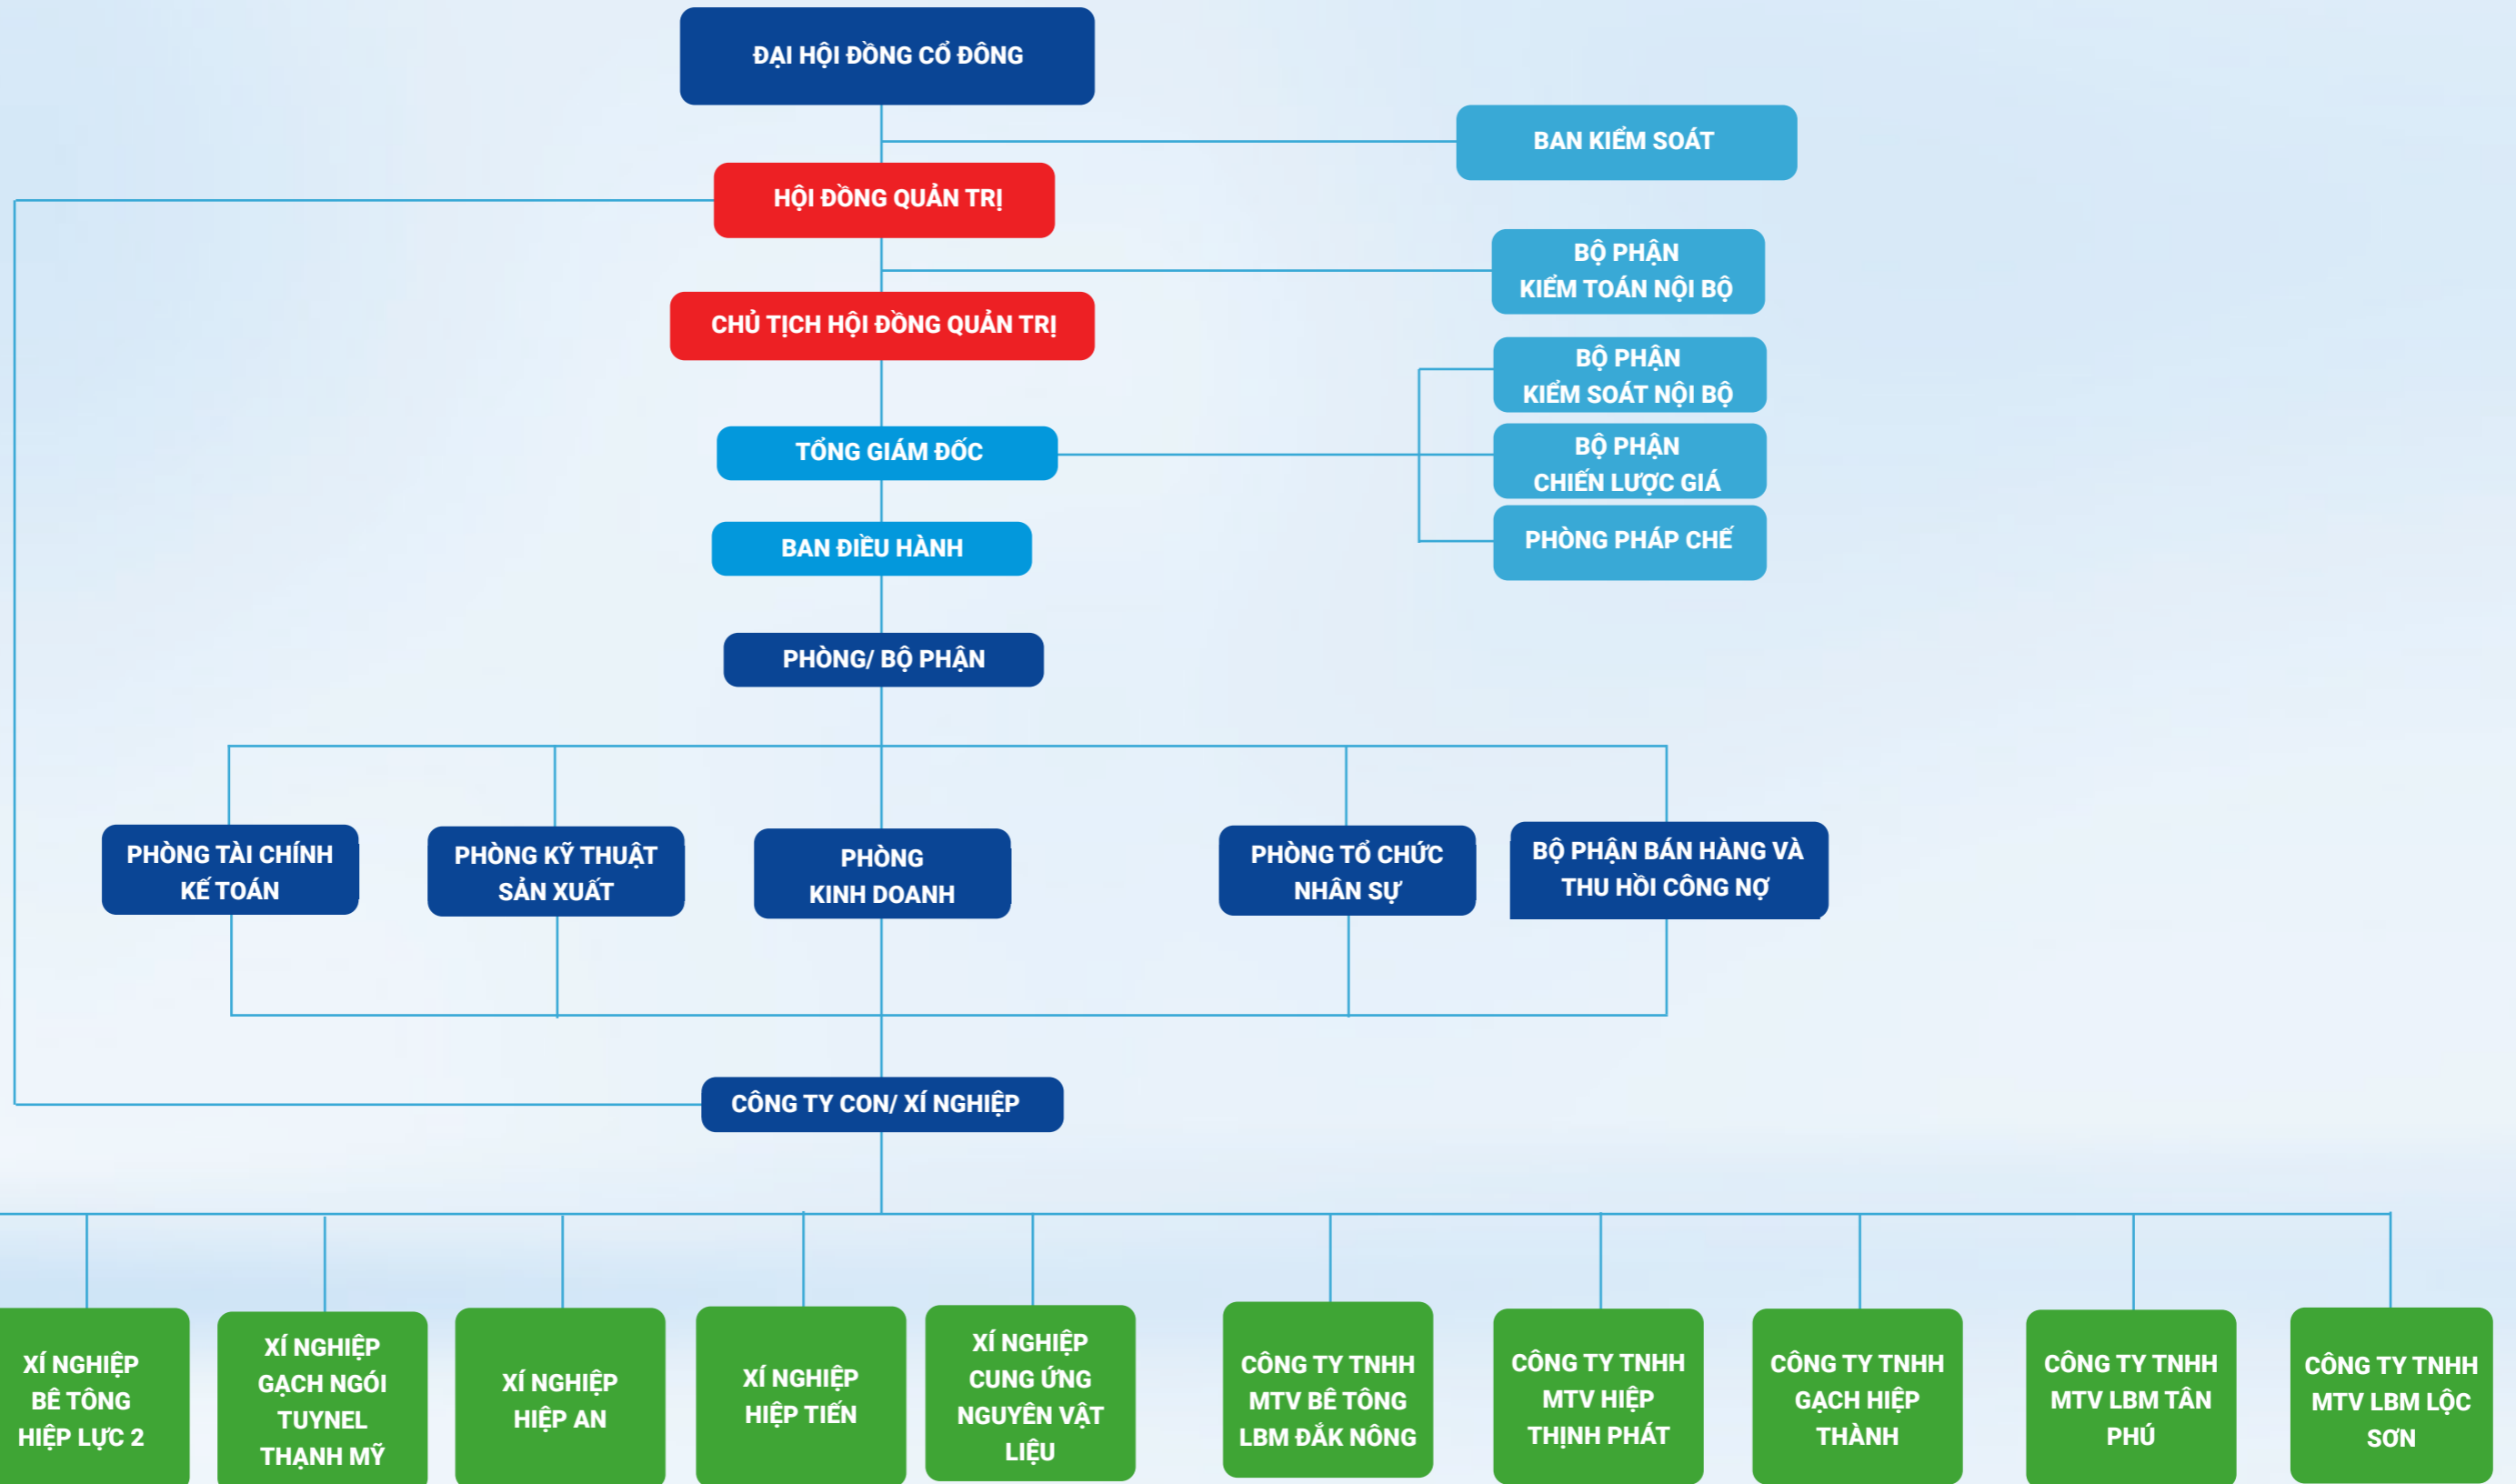 ĐẠI HỘI ĐỒNG CỔ ĐÔNG
BAN KIỂM SOÁT
HỘI ĐỒNG QUẢN TRỊ
BỘ PHẬN
KIỂM TOÁN NỘI BỘ
CHỦ TỊCH HỘI ĐỒNG QUẢN TRỊ
BỘ PHẬN
KIỂM SOÁT NỘI BỘ
TỔNG GIÁM ĐỐC
BỘ PHẬN
CHIẾN LƯỢC GIÁ
BAN ĐIỀU HÀNH
PHÒNG PHÁP CHẾ
PHÒNG/ BỘ PHẬN
PHÒNG TÀI CHÍNH
KẾ TOÁN
PHÒNG KỸ THUẬT
SẢN XUẤT
PHÒNG
KINH DOANH
PHÒNG TỔ CHỨC
NHÂN SỰ
BỘ PHẬN BÁN HÀNG VÀ
THU HỒI CÔNG NỢ
CÔNG TY CON/ XÍ NGHIỆP
XÍ NGHIỆP
BÊ TÔNG
HIỆP LỰC 2
XÍ NGHIỆP
GẠCH NGÓI
TUYNEL
THẠNH MỸ
XÍ NGHIỆP
HIỆP AN
XÍ NGHIỆP
HIỆP TIẾN
XÍ NGHIỆP
CUNG ỨNG
NGUYÊN VẬT
LIỆU
CÔNG TY TNHH
MTV BÊ TÔNG
LBM ĐẮK NÔNG
CÔNG TY TNHH
MTV HIỆP
THỊNH PHÁT
CÔNG TY TNHH
GẠCH HIỆP
THÀNH
CÔNG TY TNHH
MTV LBM TÂN
PHÚ
CÔNG TY TNHH
MTV LBM LỘC
SƠN